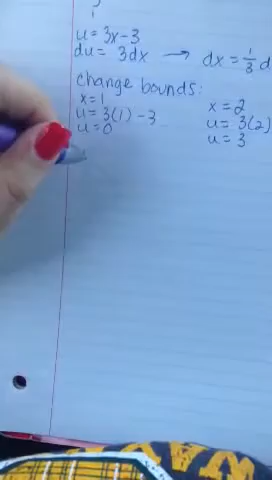 u = 3x - 3
du = 3dx → dx = 1/3 d
change bounds:
x = 1
u = 3(1) - 3
u = 0
x = 2
u = 3(2)
u = 3